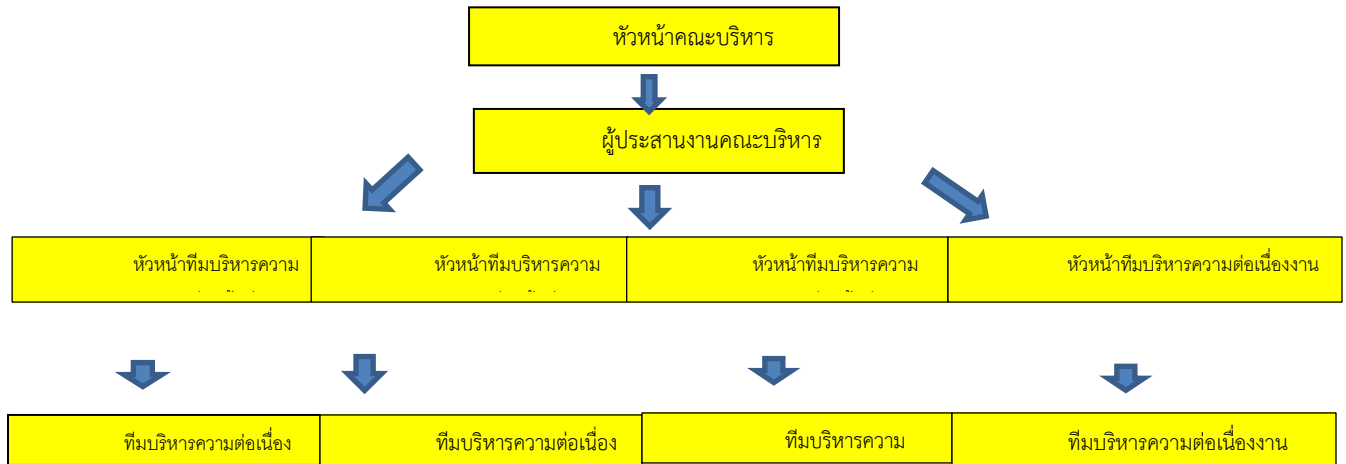 หัวหน้าคณะบริหาร
ผู้ประสานงานคณะบริหาร
หัวหน้าทีมบริหารความ
หัวหน้าทีมบริหารความ
หัวหน้าทีมบริหารความ
หัวหน้าทีมบริหารความต่อเนื่องงาน
ทีมบริหารความต่อเนื่อง
ทีมบริหารความต่อเนื่อง
ทีมบริหารความ
ทีมบริหารความต่อเนื่องงาน